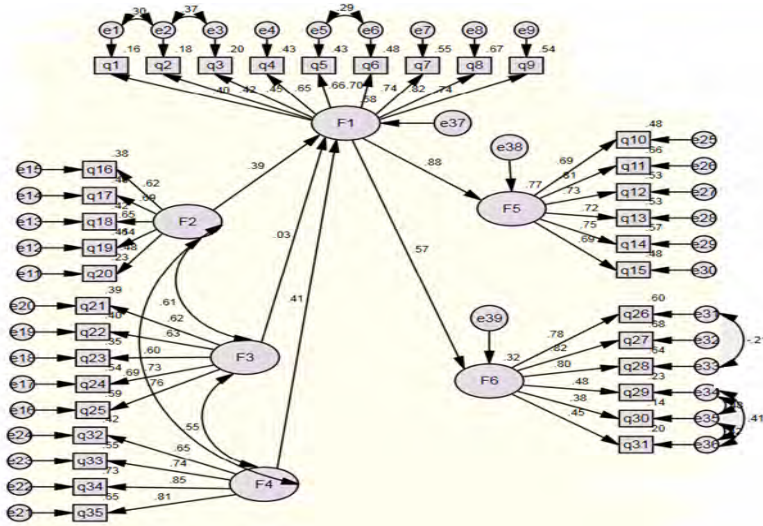 .30 .37 .29
e1 e2 e3 e4 e5 e6 e7 e8 e9
.16 .18 .20 .43 .43 .48 .55 .67 .54
q1 q2 q3 q4 q5 q6 q7 q8 q9
.40 .42 .45 .65 .66 .70 .74 .82 .74
.58
F1 e37
e38
.48
q10 e25
.66
q11 e26
.53
q12 e27
.53
q13 e28
.57
q14 e29
.48
q15 e30
.69
.81
.73
.72
.75
.69
.77
F5
.88
.39
.03
.41
.57
e15 q16 .38
e14 q17
e13 q18 .42
e12 q19
e11 q20 .23
.62
.69
.65
.48
F2
.61
.69
.55
e20 q21 .39
e19 q22 .40
e18 q23 .35
e17 q24 .54
e16 q25 .59
.62
.63
.60
.73
.76
F3
e24 q32 .42
e23 q33 .55
e22 q34 .73
e21 q35 .65
.65
.74
.85
.81
F4
e39
.32
F6
.78
.82
.80
.48
.38
.45
.60
q26 e31
.68
q27 e32
.64
q28 e33
.23
q29 e34
.14
q30 e35
.20
q31 e36
.41